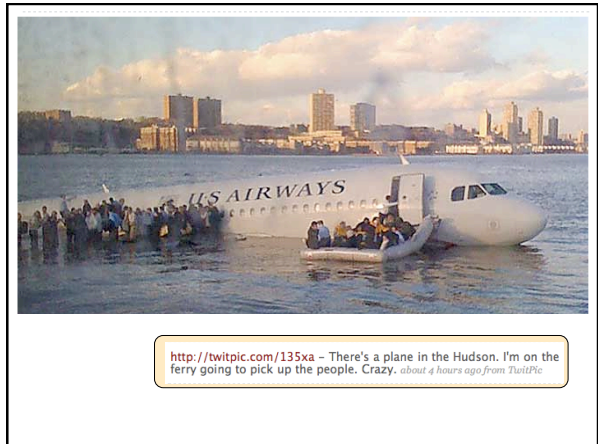 US AIRWAYS
http://twitpic.com/135xa - There's a plane in the Hudson. I'm on the
ferry going to pick up the people. Crazy. about 4 hours ago from TwitPic